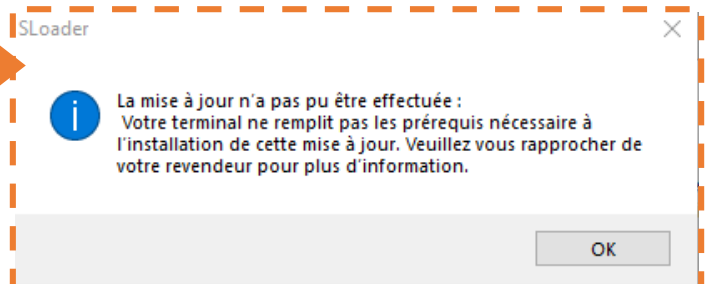 SLoader
La mise à jour n'a pas pu être effectuée :
Votre terminal ne remplit pas les prérequis nécessaire à
l'installation de cette mise à jour. Veuillez vous rapprocher de
votre revendeur pour plus d'information.
OK